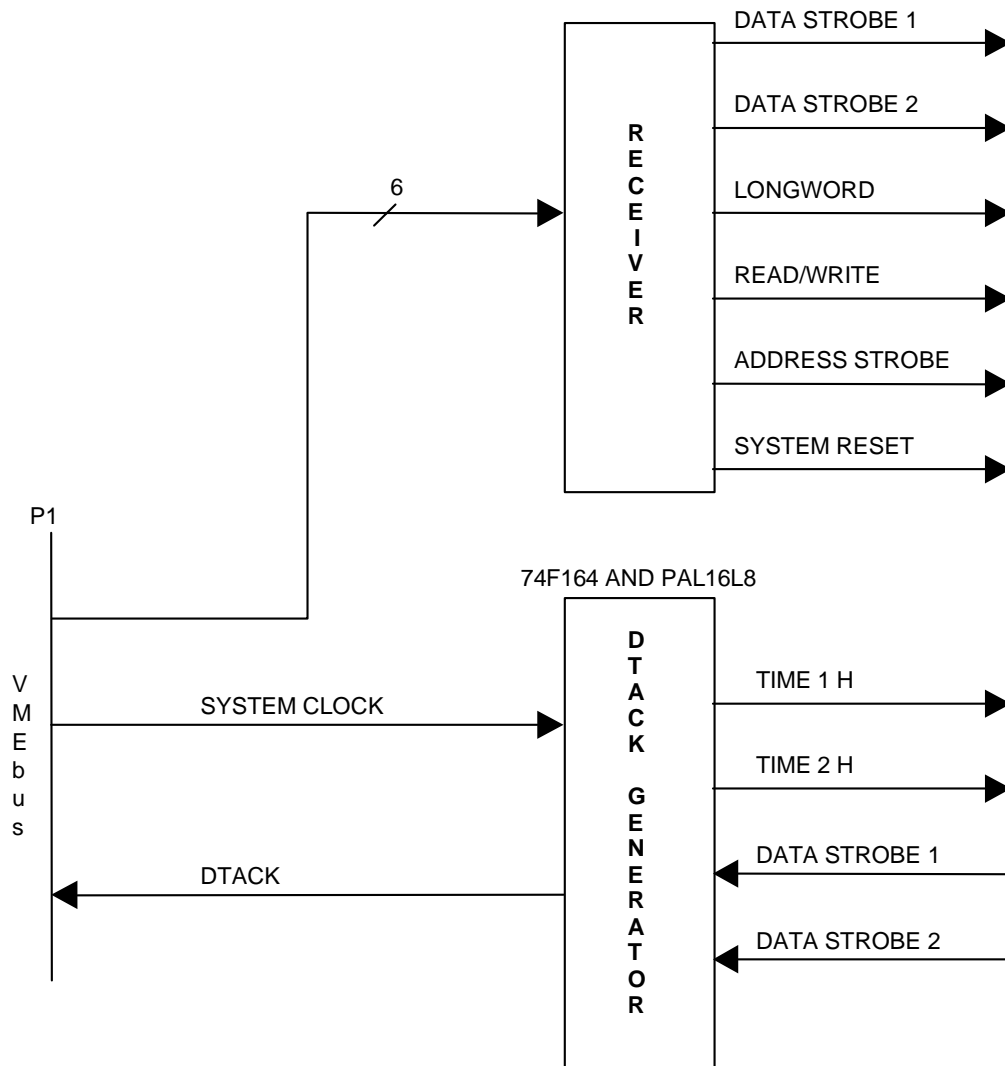 DATA STROBE 1
DATA STROBE 2
LONGWORD
READ/WRITE
ADDRESS STROBE
SYSTEM RESET
RECEIVER
6
P1
VMEbus
74F164 AND PAL16L8
SYSTEM CLOCK
DTACK
DTACK GENERATOR
TIME 1 H
TIME 2 H
DATA STROBE 1
DATA STROBE 2